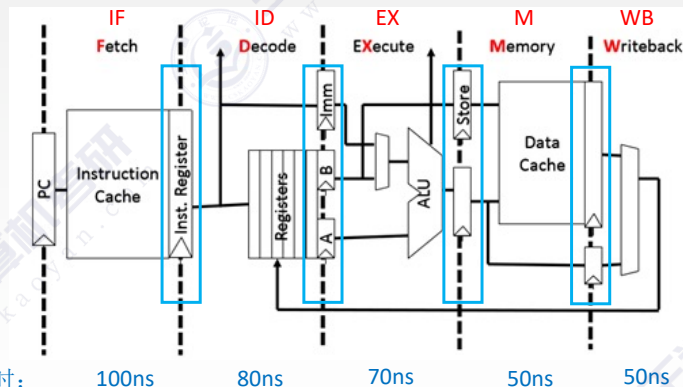 IF ID EX M WB
Fetch Decode EXecute Memory Writeback
PC
Instruction
Cache
Inst. Register
Registers
Imm
B
A
ALU
Store
Data
Cache
时： 100ns 80ns 70ns 50ns 50ns